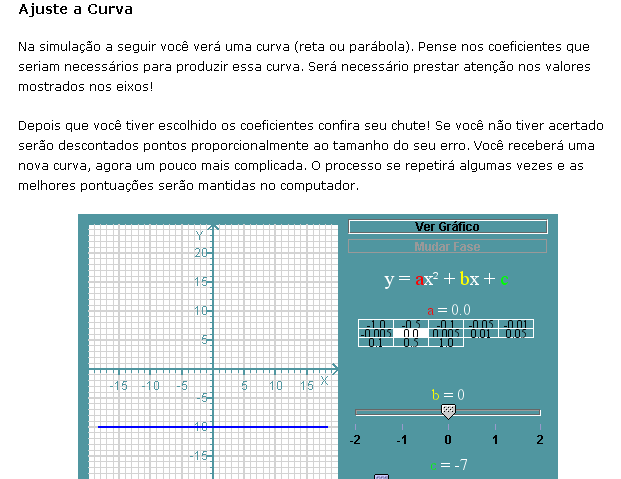 Ajuste a Curva
Na simulação a seguir você verá uma curva (reta ou parábola). Pense nos coeficientes que
seriam necessários para produzir essa curva. Será necessário prestar atenção nos valores
mostrados nos eixos!
Depois que você tiver escolhido os coeficientes confira seu chute! Se você não tiver acertado
serão descontados pontos proporcionalmente ao tamanho do seu erro. Você receberá uma
nova curva, agora um pouco mais complicada. O processo se repetirá algumas vezes e as
melhores pontuações serão mantidas no computador.
Ver Gráfico
Mudar Fase
y = ax² + bx + c
a = 0.0
-1.0 -0.5 -0.1 -0.05 -0.01
-0.005 0.0 0.005 0.01 0.05
0.1 0.5 1.0
b = 0
-2 -1 0 1 2
c = -7
Y
20
10
5
-15 -10 -5 5 10 15 X
-5
-10
-15